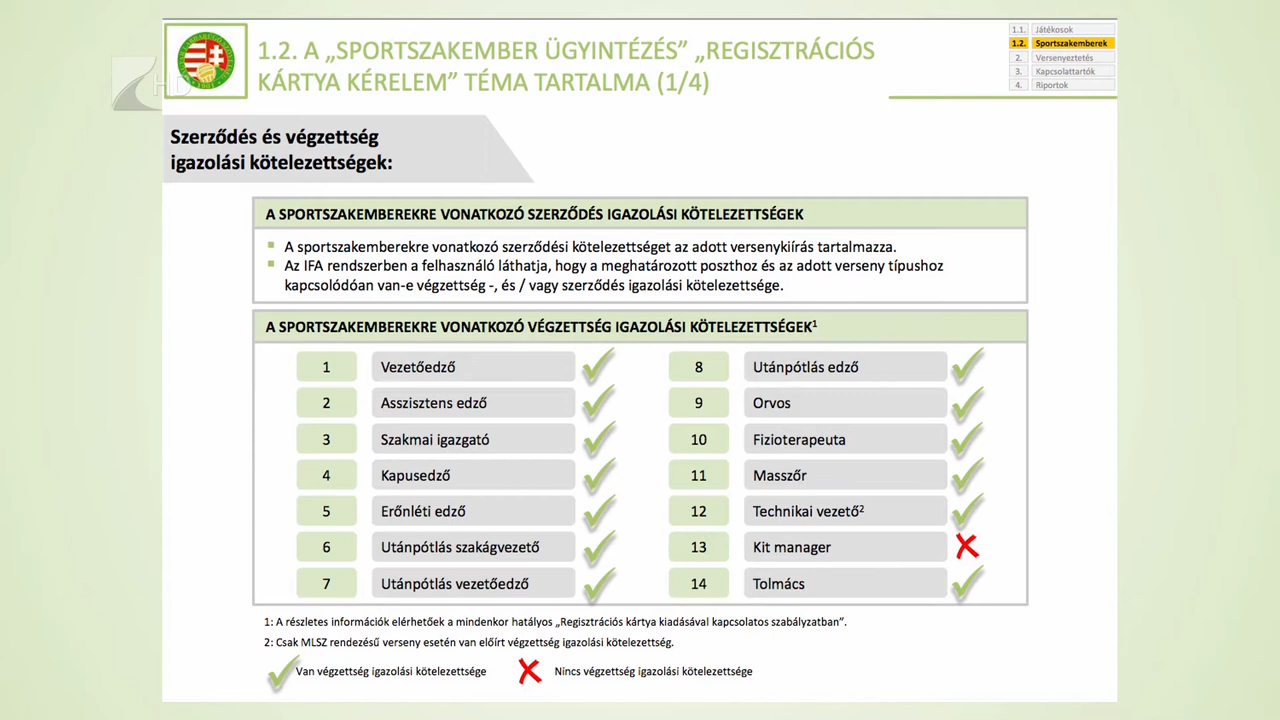 1.2. A „SPORTSZAKEMBER ÜGYINTÉZÉS” „REGISZTRÁCIÓS
KÁRTYA KÉRELEM” TÉMA TARTALMA (1/4)
1.1. Játékosok
1.2. Sportszakemberek
2. Versenyeztetés
3. Kapcsolattartók
4. Riportok
HD
Szerződés és végzettség
igazolási kötelezettségek:
A SPORTSZAKEMBEREKRE VONATKOZÓ SZERZŐDÉS IGAZOLÁSI KÖTELEZETTSÉGEK
A sportszakemberekre vonatkozó szerződési kötelezettséget az adott versenykiírás tartalmazza.
Az IFA rendszerben a felhasználó láthatja, hogy a meghatározott poszthoz és az adott verseny típushoz
kapcsolódóan van-e végzettség -, és / vagy szerződés igazolási kötelezettsége.
A SPORTSZAKEMBEREKRE VONATKOZÓ VÉGZETTSÉG IGAZOLÁSI KÖTELEZETTSÉGEK¹
1 Vezetőedző
2 Asszisztens edző
3 Szakmai igazgató
4 Kapusedző
5 Erőnléti edző
6 Utánpótlás szakágvezető
7 Utánpótlás vezetőedző
8 Utánpótlás edző
9 Orvos
10 Fizioterapeuta
11 Masszőr
12 Technikai vezető²
13 Kit manager
14 Tolmács
1: A részletes információk elérhetőek a mindenkor hatályos „Regisztrációs kártya kiadásával kapcsolatos szabályzatban”.
2: Csak MLSZ rendezésű verseny esetén van előírt végzettség igazolási kötelezettség.
Van végzettség igazolási kötelezettsége
Nincs végzettség igazolási kötelezettsége